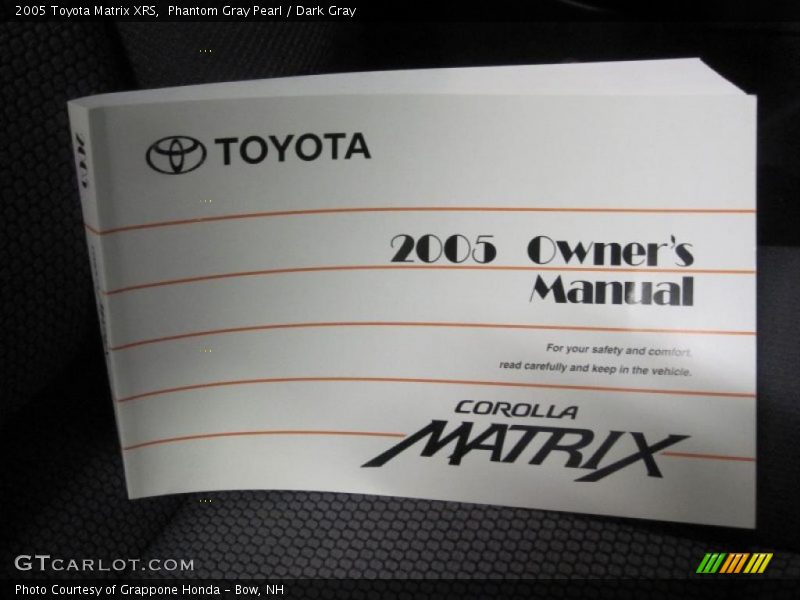 2005 Toyota Matrix XRS,  Phantom Gray Pearl / Dark Gray
TOYOTA
2005 Owner's
Manual
For your safety and comfort,
read carefully and keep in the vehicle.
COROLLA
MATRIX
GTCARLOT.COM
Photo Courtesy of Grappone Honda - Bow, NH